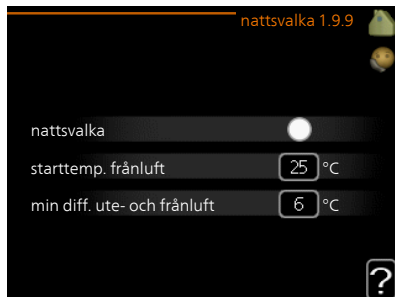 nattsvalka 1.9.9
nattsvalka
starttemp. frånluft 25 °C
min diff. ute- och frånluft 6 °C
?